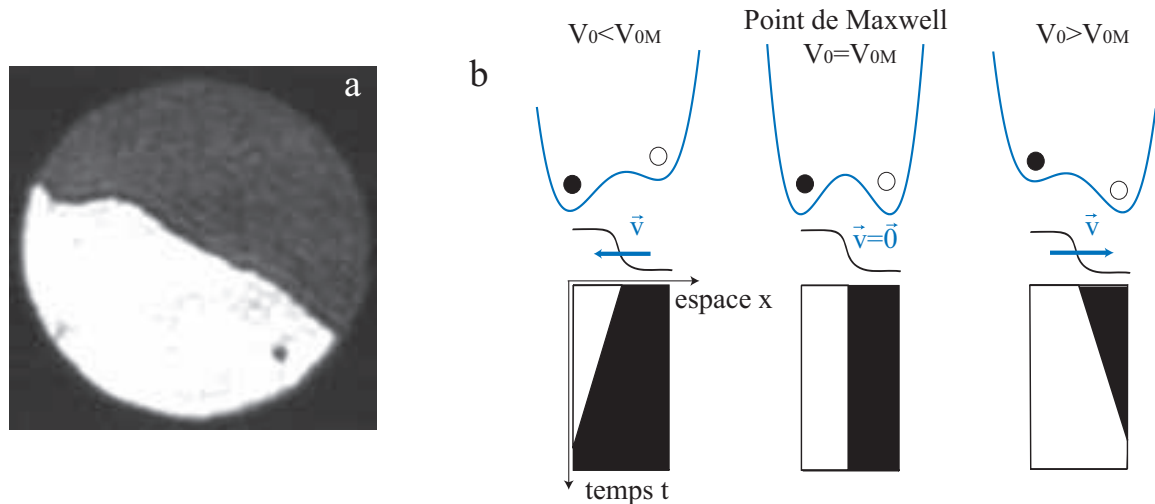 a
b
V0<V0M
Point de Maxwell
V0=V0M
V0>V0M
v
v=0
v
espace x
temps t